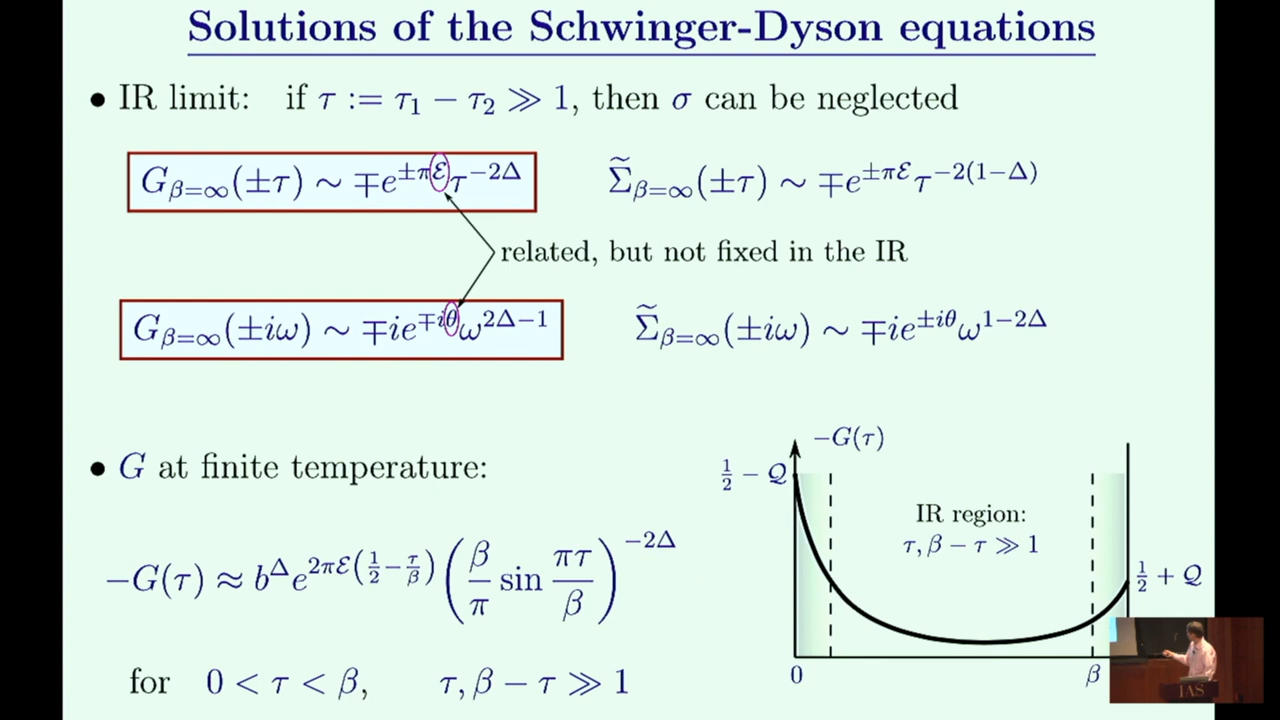 Solutions of the Schwinger-Dyson equations
• IR limit: if τ := τ₁ − τ₂ ≫ 1, then σ can be neglected
G_{β=∞}(±τ) ∼ ∓e^{±πℰ}τ^{−2Δ}
Σ̃_{β=∞}(±τ) ∼ ∓e^{±πℰ}τ^{−2(1−Δ)}
related, but not fixed in the IR
G_{β=∞}(±iω) ∼ ∓ie^{∓iθ}ω^{2Δ−1}
Σ̃_{β=∞}(±iω) ∼ ∓ie^{±iθ}ω^{1−2Δ}
• G at finite temperature:
−G(τ) ≈ b^Δ e^{2πℰ(1/2−τ/β)} (β/π sin πτ/β)^{−2Δ}
for 0 < τ < β, τ, β − τ ≫ 1
−G(τ)
1/2 − 𝒬
IR region:
τ, β − τ ≫ 1
1/2 + 𝒬
0
β
IAS